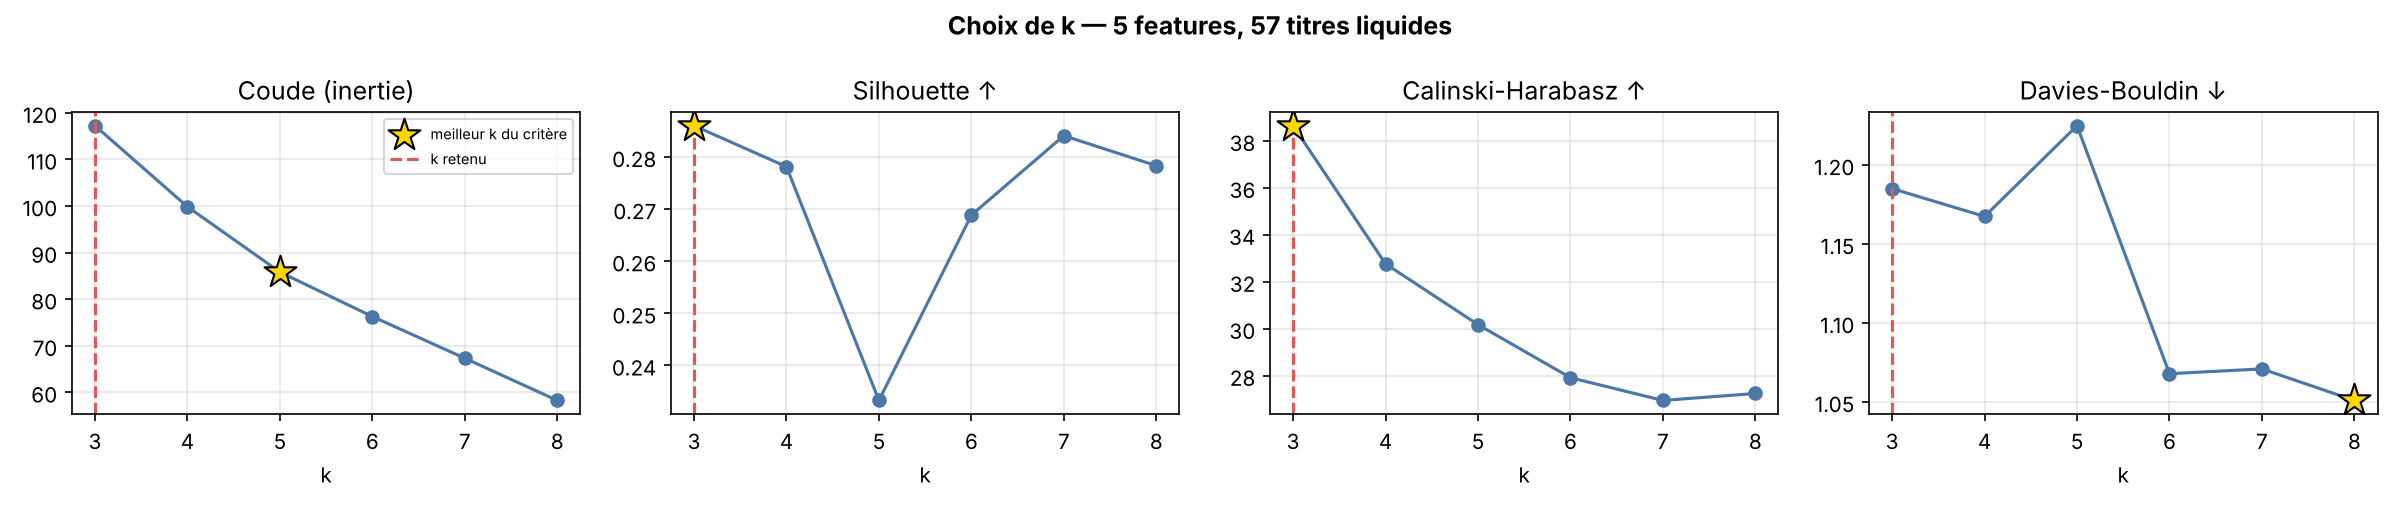 Choix de k — 5 features, 57 titres liquides
Coude (inertie)
120
110
100
90
80
70
60
3 4 5 6 7 8
k
meilleur k du critère
k retenu
Silhouette ↑
0.28
0.27
0.26
0.25
0.24
3 4 5 6 7 8
k
Calinski-Harabasz ↑
38
36
34
32
30
28
3 4 5 6 7 8
k
Davies-Bouldin ↓
1.20
1.15
1.10
1.05
3 4 5 6 7 8
k